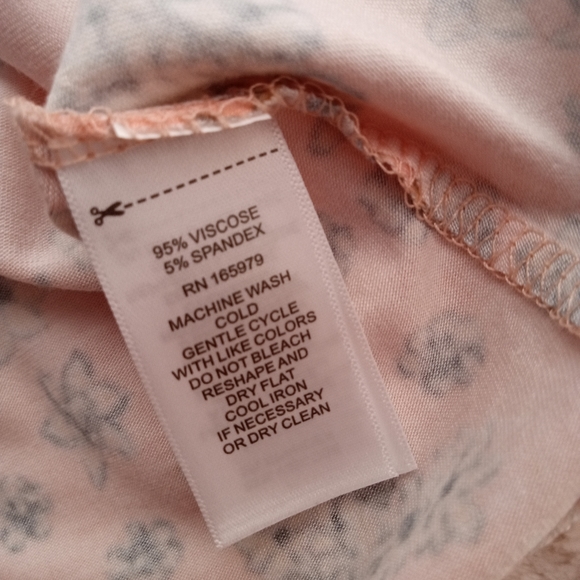 95% VISCOSE
5% SPANDEX
RN 165979
MACHINE WASH
COLD
GENTLE CYCLE
WITH LIKE COLORS
DO NOT BLEACH
RESHAPE AND
DRY FLAT
COOL IRON
IF NECESSARY
OR DRY CLEAN